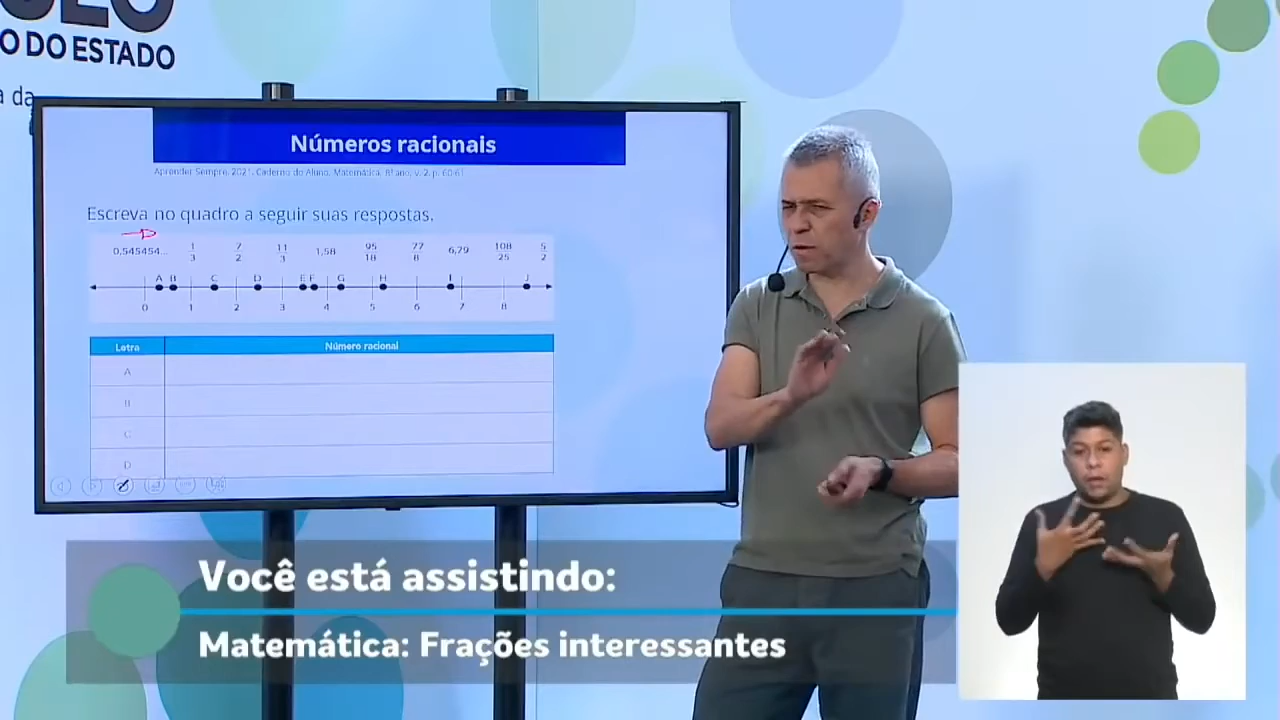 O DO ESTADO
a da
Números racionais
Aprender Sempre, 2021. Caderno do Aluno. Matemática, 8º ano, v. 2, p. 60-61
Escreva no quadro a seguir suas respostas.
0,545454... 1/3 7/2 11/3 1,58 95/18 77/8 6,79 108/25 5/2
A B C D E F G H I J
0 1 2 3 4 5 6 7 8
Letra Número racional
A
B
C
D
Você está assistindo:
Matemática: Frações interessantes